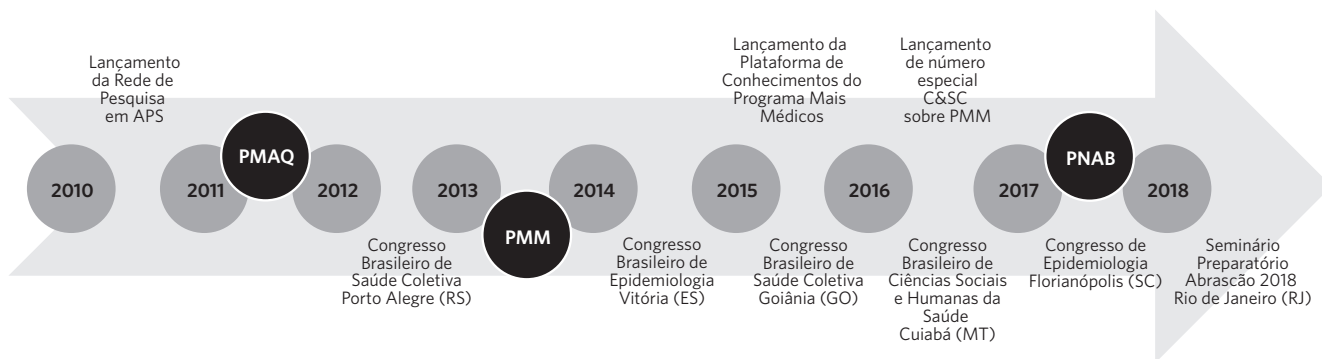 Lançamento
da Rede de
Pesquisa
em APS
Lançamento da
Plataforma de
Conhecimentos do
Programa Mais
Médicos
Lançamento
de número
especial
C&SC
sobre PMM
2010
2011
PMAQ
2012
2013
PMM
2014
2015
2016
2017
PNAB
2018
Congresso
Brasileiro de
Saúde Coletiva
Porto Alegre (RS)
Congresso
Brasileiro de
Epidemiologia
Vitória (ES)
Congresso
Brasileiro de
Saúde Coletiva
Goiânia (GO)
Congresso
Brasileiro de
Ciências Sociais
e Humanas da
Saúde
Cuiabá (MT)
Congresso de
Epidemiologia
Florianópolis (SC)
Seminário
Preparatório
Abrascão 2018
Rio de Janeiro (RJ)